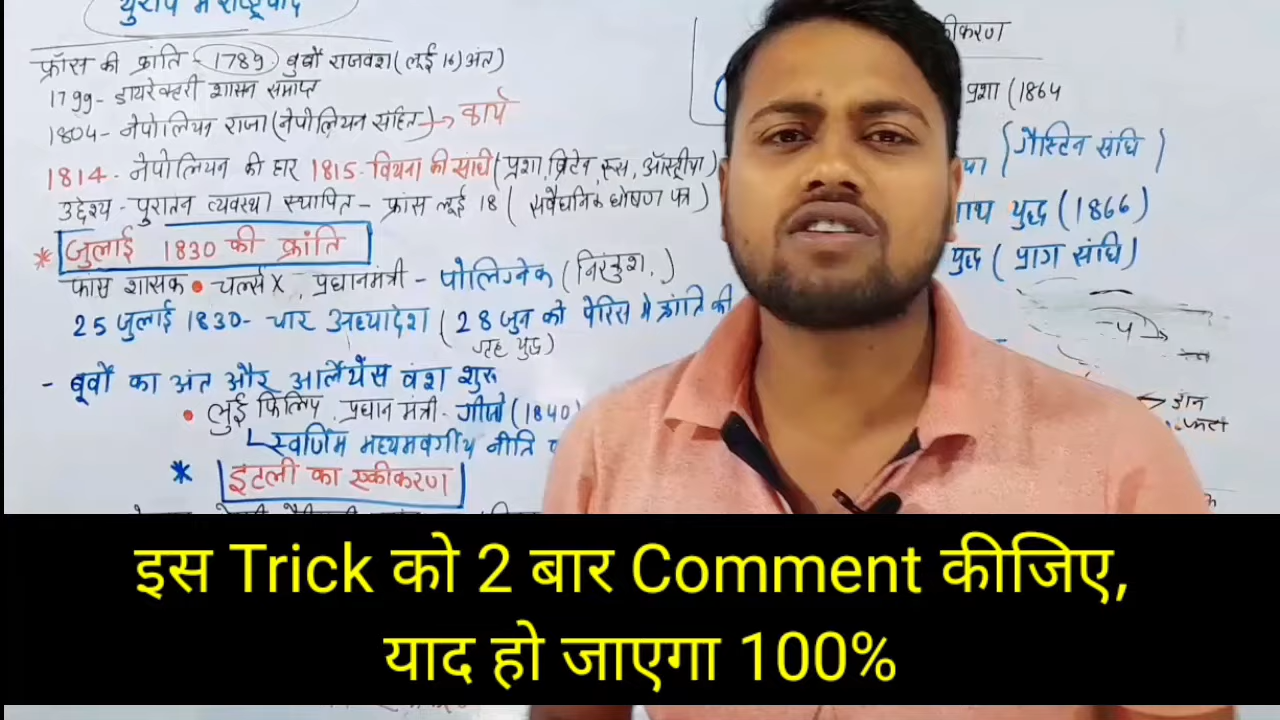 यूरोप में राष्ट्रवाद
फ्राँस की क्रांति - 1789. बुर्वो राजवंश (लूई 16) अंत)
1799- डायरेक्टरी शासन समाप्त
1804- नेपोलियन राजा (नेपोलियन संहिता) → कार्य
1814- नेपोलियन की हार 1815- वियना की संधि (प्रशा, ब्रिटेन, रूस, ऑस्ट्रीया)
उद्देश्य - पुरातन व्यवस्था स्थापित - फ्रांस लूई 18 ( संवैधनिक घोषणा पत्र )
* जुलाई 1830 की क्रांति
फ्रांस शासक • चार्ल्स X, प्रधानमंत्री - पोलिग्नेक (निरंकुश,)
25 जुलाई 1830- चार अध्यादेश ( 28 जुन को पेरिस मे क्रांति की
गृह युद्ध)
- बूर्वों का अंत और आर्लेयेंस वंश शुरू
• लुई फिलिप, प्रधान मंत्री- गीजो (1840)
स्वर्णिम मध्यमवर्गीय नीति
* इटली का एकीकरण
कीकरण
प्रशा (1864
(गैस्टिन संधि)
युद्ध (1866)
युद्ध ( प्राग संधि)
इस Trick को 2 बार Comment कीजिए,
याद हो जाएगा 100%